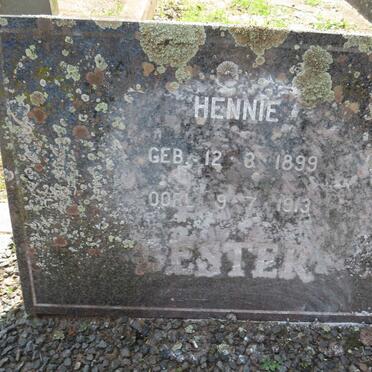 HENNIE
GEB. 12 8 1899
OORL. 9 7 1913
BESTER